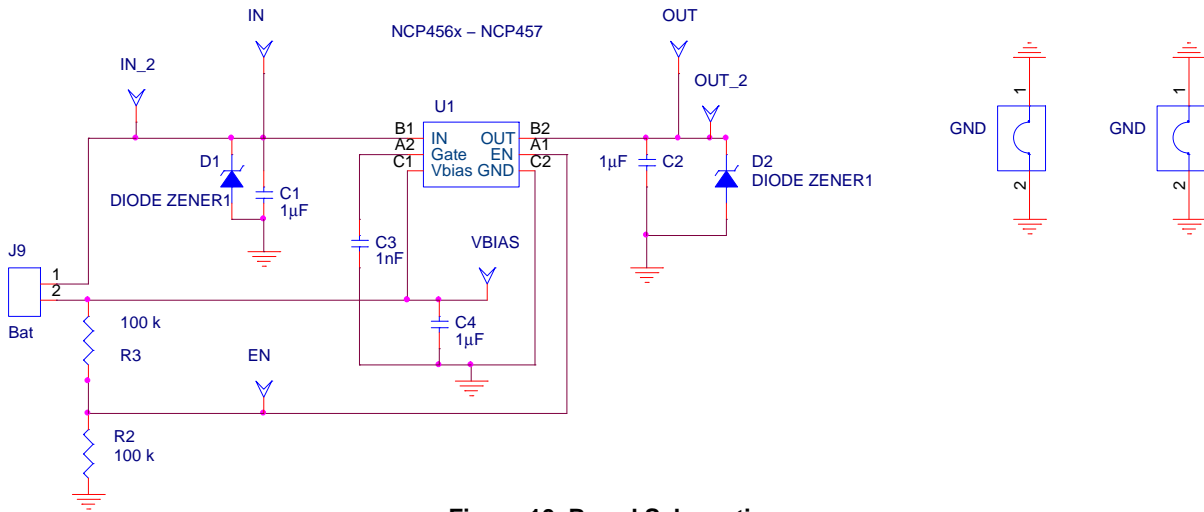 IN
OUT
NCP456x – NCP457
IN_2
OUT_2
U1
B1 IN OUT B2
A2 Gate EN A1
C1 Vbias GND C2
D1
DIODE ZENER1
C1
1μF
1μF C2
D2
DIODE ZENER1
GND
1
2
GND
1
2
C3
1nF
VBIAS
J9
1
2
Bat
100 k
R3
C4
1μF
EN
R2
100 k